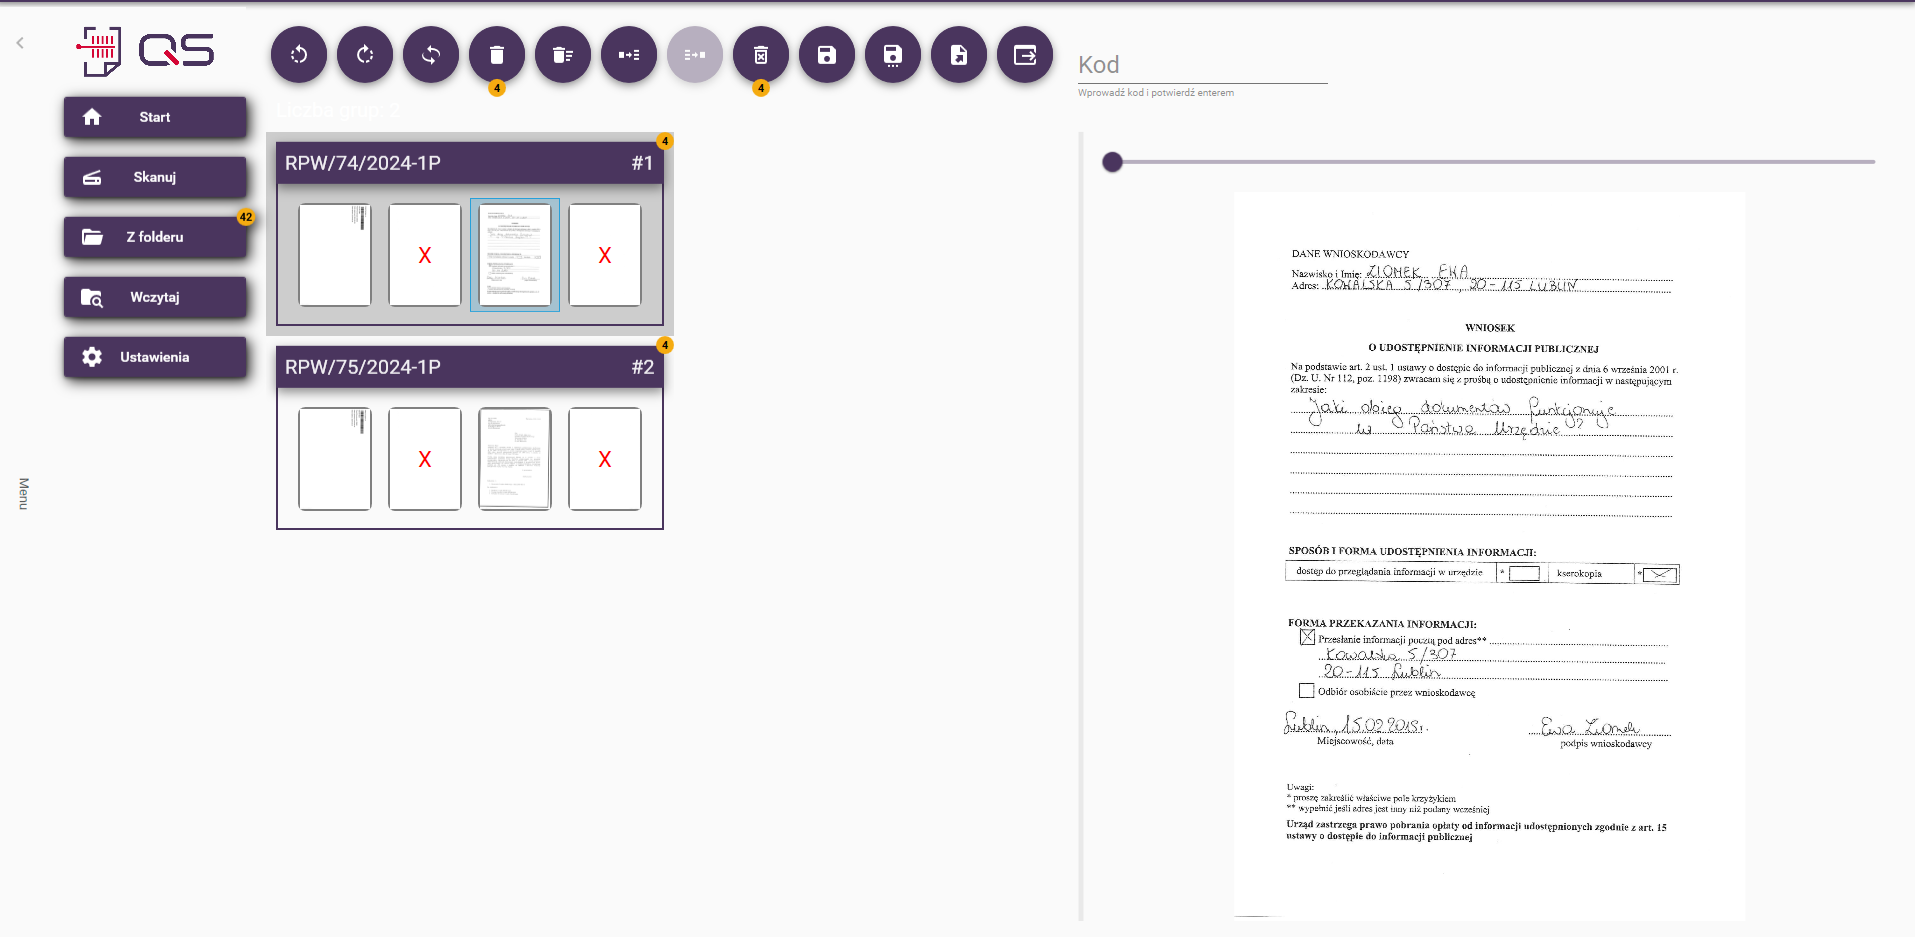 QS
Start
Skanuj
Z folderu
42
Wczytaj
Ustawienia
Menu
4
4
Kod
Wprowadź kod i potwierdź enterem
Liczba grup: 2
RPW/74/2024-1P
#1
4
X
X
RPW/75/2024-1P
#2
4
X
X
DANE WNIOSKODAWCY
Nazwisko i Imię: ZIOMEK EWA
Adres: KOWALSKA 5/307, 20-115 LUBLIN
WNIOSEK
O UDOSTĘPNIENIE INFORMACJI PUBLICZNEJ
Na podstawie art. 2 ust. 1 ustawy o dostępie do informacji publicznej z dnia 6 września 2001 r.
(Dz. U. Nr 112, poz. 1198) zwracam się z prośbą o udostępnienie informacji w następującym
zakresie:
Jaki obieg dokumentów funkcjonuje
w Państwa Urzędzie?
SPOSÓB I FORMA UDOSTĘPNIENIA INFORMACJI:
dostęp do przeglądania informacji w urzędzie * kserokopia *
FORMA PRZEKAZANIA INFORMACJI:
Przesłanie informacji pocztą pod adres**
Kowalska 5/307
20-115 Lublin
Odbiór osobiście przez wnioskodawcę
Lublin, 15.02.2019r. Ewa Ziomek
Miejscowość, data podpis wnioskodawcy
Uwagi:
* proszę zakreślić właściwe pole krzyżykiem
** wypełnić jeśli adres jest inny niż podany wcześniej
Urząd zastrzega prawo pobrania opłaty od informacji udostępnionych zgodnie z art. 15
ustawy o dostępie do informacji publicznej